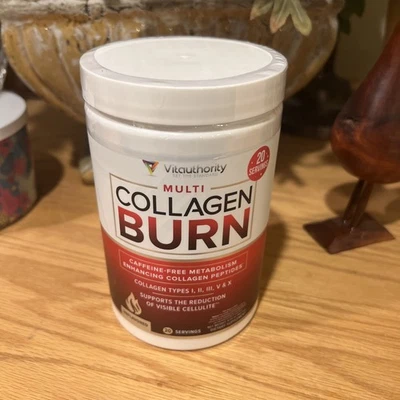 Vitauthority
20
SERVINGS
MULTI
COLLAGEN
BURN
CAFFEINE-FREE METABOLISM
ENHANCING COLLAGEN PEPTIDES
COLLAGEN TYPES I, II, III, V & X
SUPPORTS THE REDUCTION
OF VISIBLE CELLULITE
20 SERVINGS